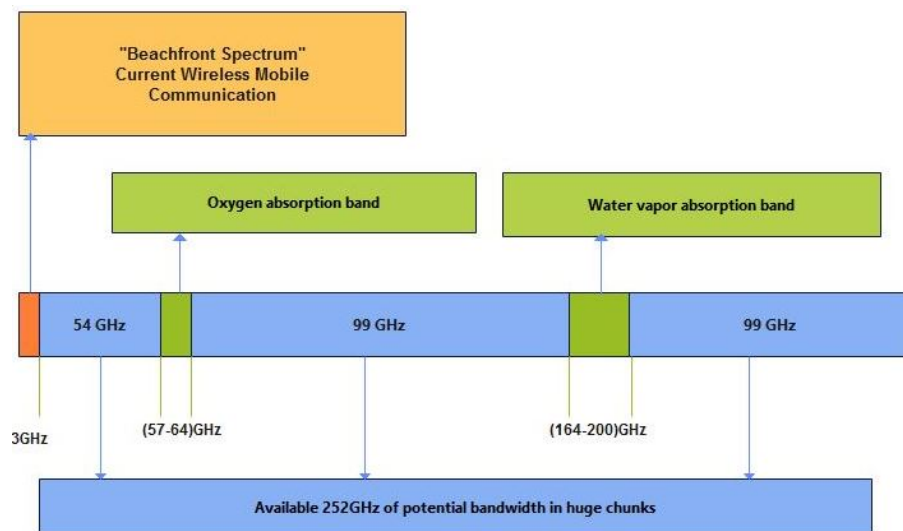 "Beachfront Spectrum"
Current Wireless Mobile
Communication
Oxygen absorption band
Water vapor absorption band
54 GHz
99 GHz
99 GHz
3GHz
(57-64)GHz
(164-200)GHz
Available 252GHz of potential bandwidth in huge chunks